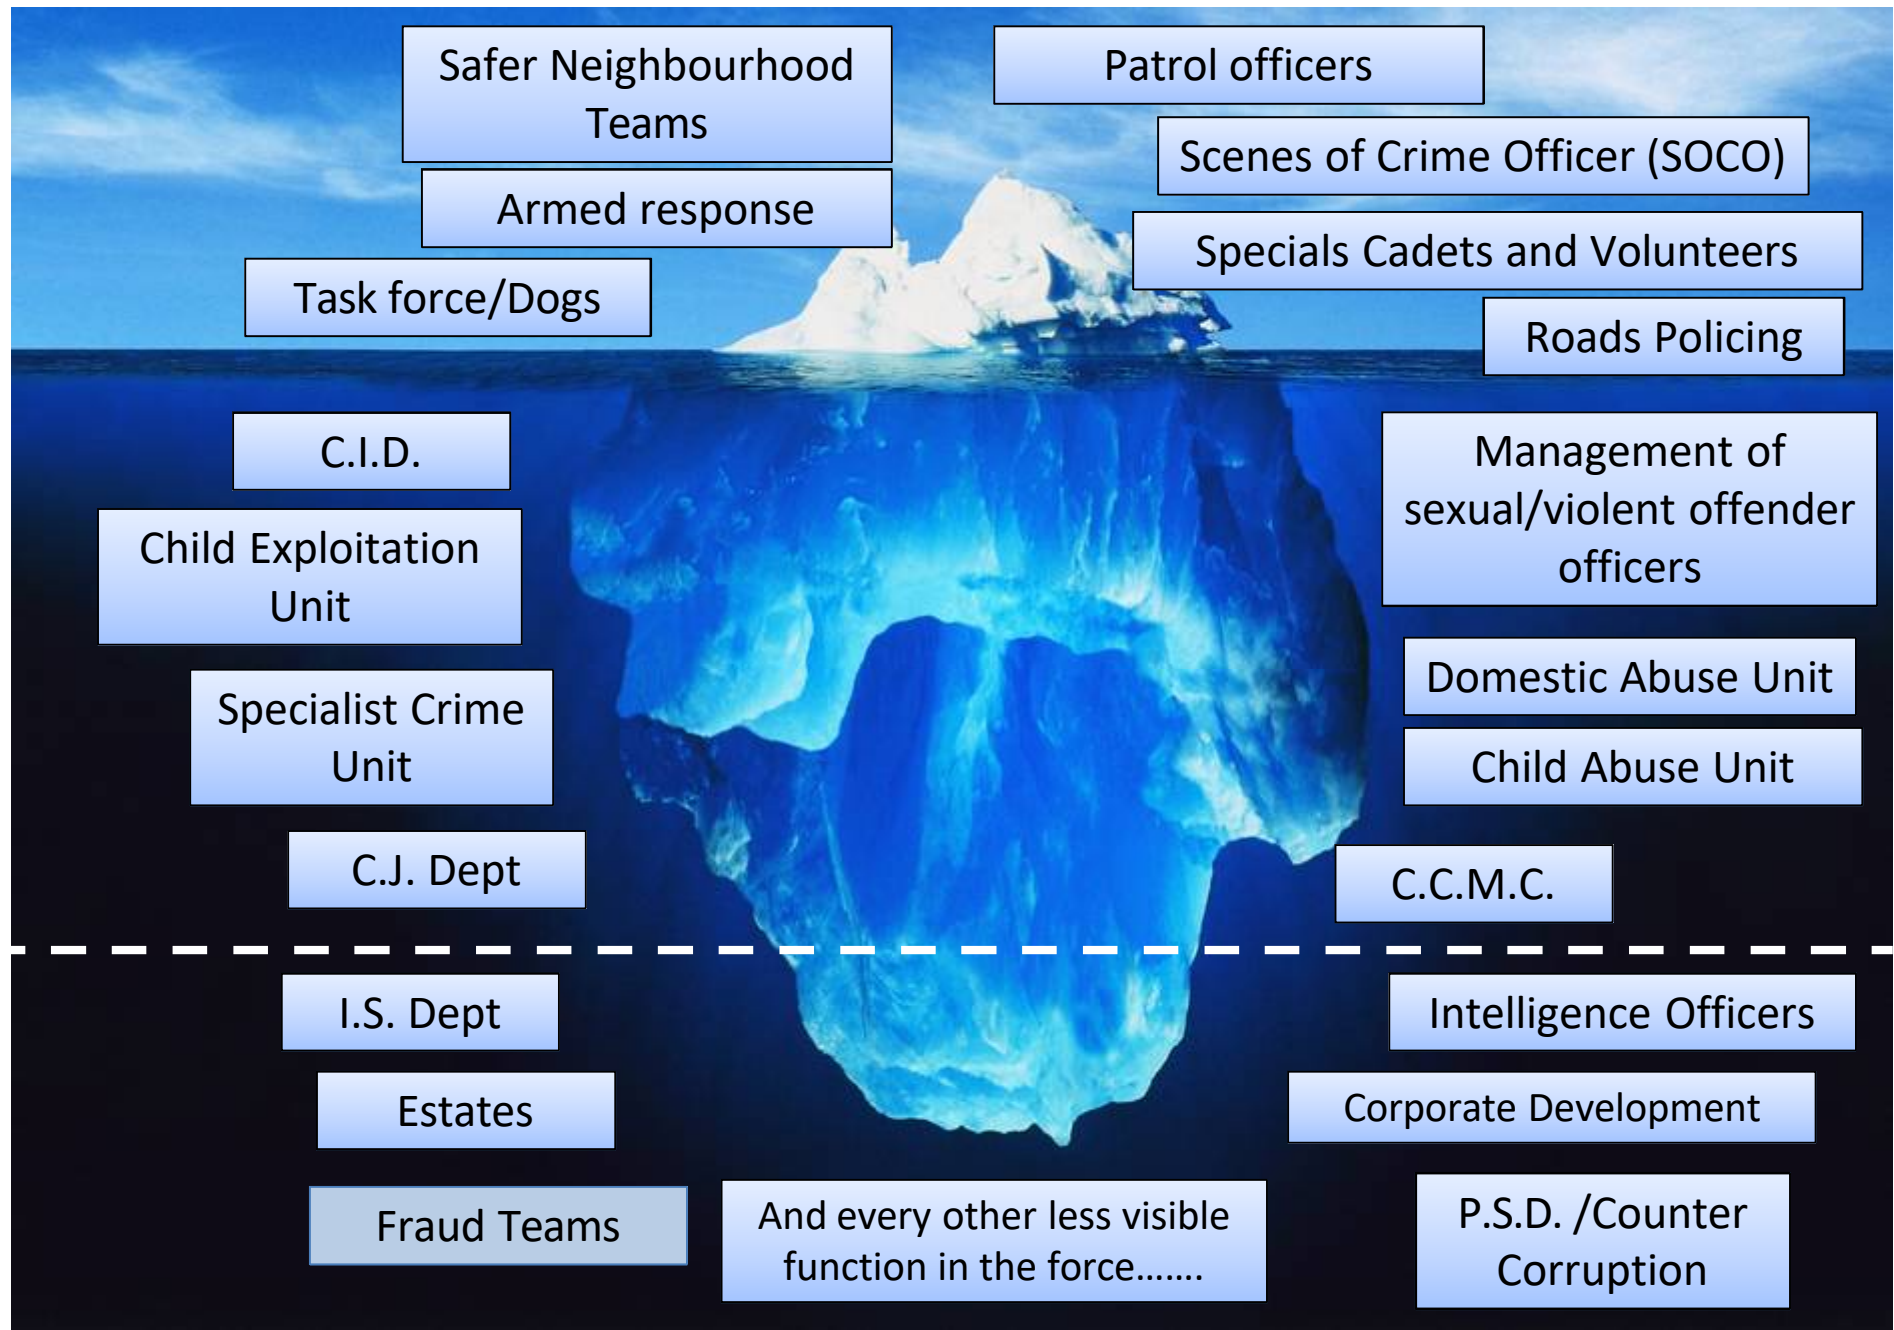 Safer Neighbourhood
Teams
Patrol officers
Scenes of Crime Officer (SOCO)
Armed response
Specials Cadets and Volunteers
Task force/Dogs
Roads Policing
C.I.D.
Management of
sexual/violent offender
officers
Child Exploitation
Unit
Domestic Abuse Unit
Specialist Crime
Unit
Child Abuse Unit
C.J. Dept
C.C.M.C.
I.S. Dept
Intelligence Officers
Estates
Corporate Development
Fraud Teams
And every other less visible
function in the force.......
P.S.D. /Counter
Corruption